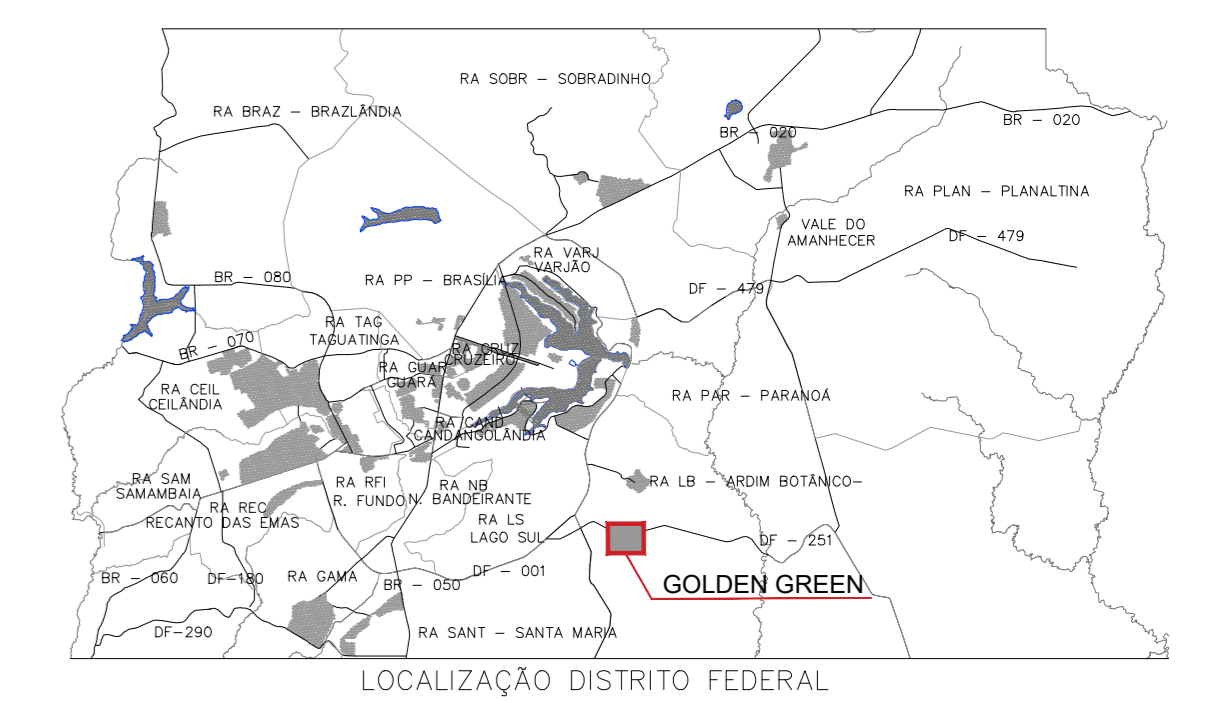 RA SOBR – SOBRADINHO
RA BRAZ – BRAZLÂNDIA
BR – 020
BR – 020
RA PLAN – PLANALTINA
VALE DO
AMANHECER
DF – 479
RA VARJ
VARJÃO
BR – 080
RA PP – BRASÍLIA
DF – 479
RA TAG
TAGUATINGA
BR – 070
RA CRUZ
CRUZEIRO
RA GUAR
GUARÁ
RA CEIL
CEILÂNDIA
RA PAR – PARANOÁ
RA CAND
CANDANGOLÂNDIA
RA SAM
SAMAMBAIA
RA RFI
R. FUNDO
RA NB
N. BANDEIRANTE
RA LB – ARDIM BOTÂNICO–
RA REC
RECANTO DAS EMAS
RA LS
LAGO SUL
DF – 251
BR – 060
DF–180
RA GAMA
BR – 050
DF – 001
GOLDEN GREEN
DF–290
RA SANT – SANTA MARIA
LOCALIZAÇÃO DISTRITO FEDERAL